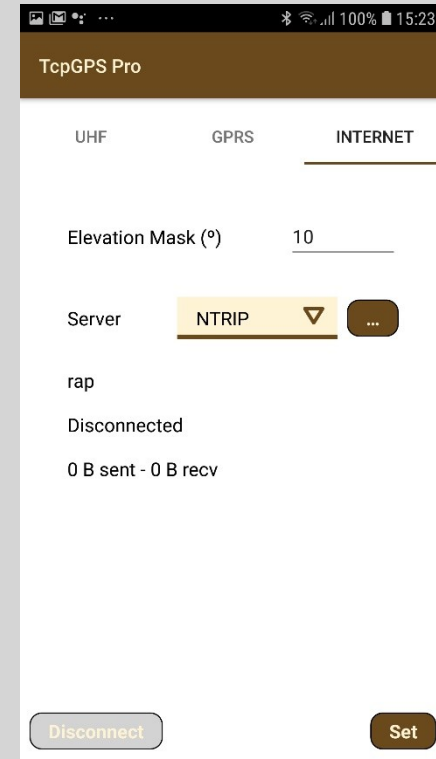 ... 100% 15:23
TcpGPS Pro
UHF GPRS INTERNET
Elevation Mask (º) 10
Server NTRIP ...
rap
Disconnected
0 B sent - 0 B recv
Disconnect Set